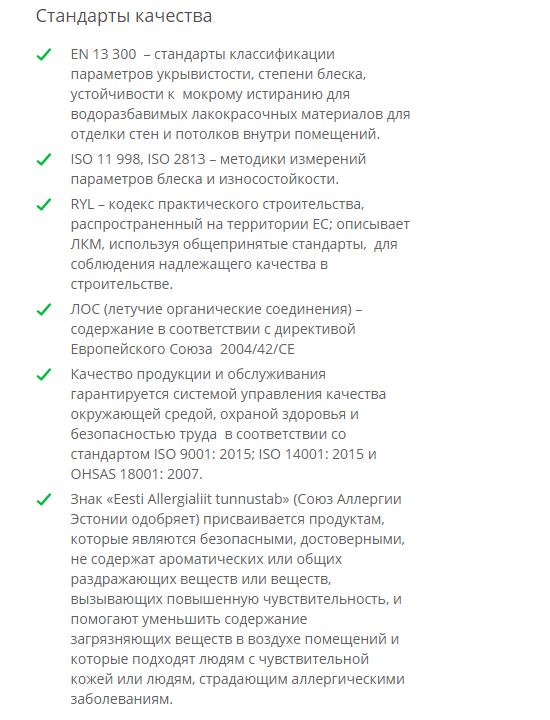 Стандарты качества
EN 13 300 – стандарты классификации
параметров укрывистости, степени блеска,
устойчивости к мокрому истиранию для
водоразбавимых лакокрасочных материалов для
отделки стен и потолков внутри помещений.
ISO 11 998, ISO 2813 – методики измерений
параметров блеска и износостойкости.
RYL – кодекс практического строительства,
распространенный на территории ЕС; описывает
ЛКМ, используя общепринятые стандарты, для
соблюдения надлежащего качества в
строительстве.
ЛОС (летучие органические соединения) –
содержание в соответствии с директивой
Европейского Союза 2004/42/CE
Качество продукции и обслуживания
гарантируется системой управления качества
окружающей средой, охраной здоровья и
безопасностью труда в соответствии со
стандартом ISO 9001: 2015; ISO 14001: 2015 и
OHSAS 18001: 2007.
Знак «Eesti Allergialiit tunnustab» (Союз Аллергии
Эстонии одобряет) присваивается продуктам,
которые являются безопасными, достоверными,
не содержат ароматических или общих
раздражающих веществ или веществ,
вызывающих повышенную чувствительность, и
помогают уменьшить содержание
загрязняющих веществ в воздухе помещений и
которые подходят людям с чувствительной
кожей или людям, страдающим аллергическими
заболеваниям.